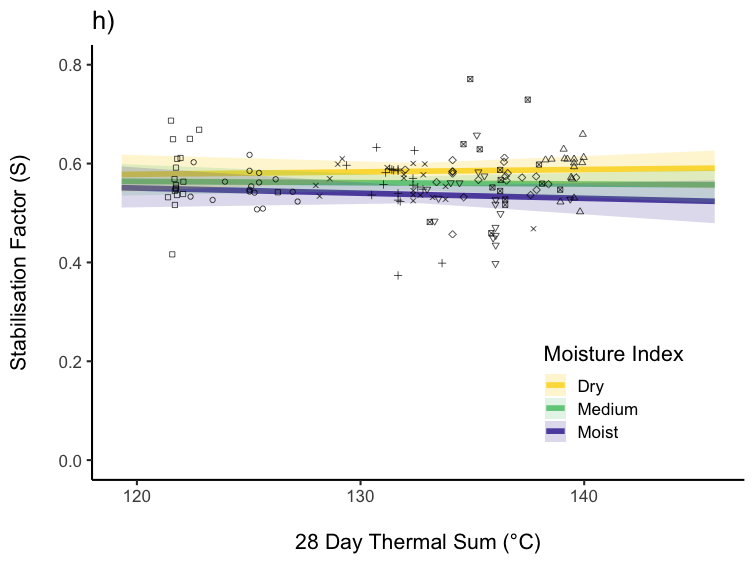 h)
Stabilisation Factor (S)
0.8
0.6
0.4
0.2
0.0
Moisture Index
Dry
Medium
Moist
120
130
140
28 Day Thermal Sum (°C)